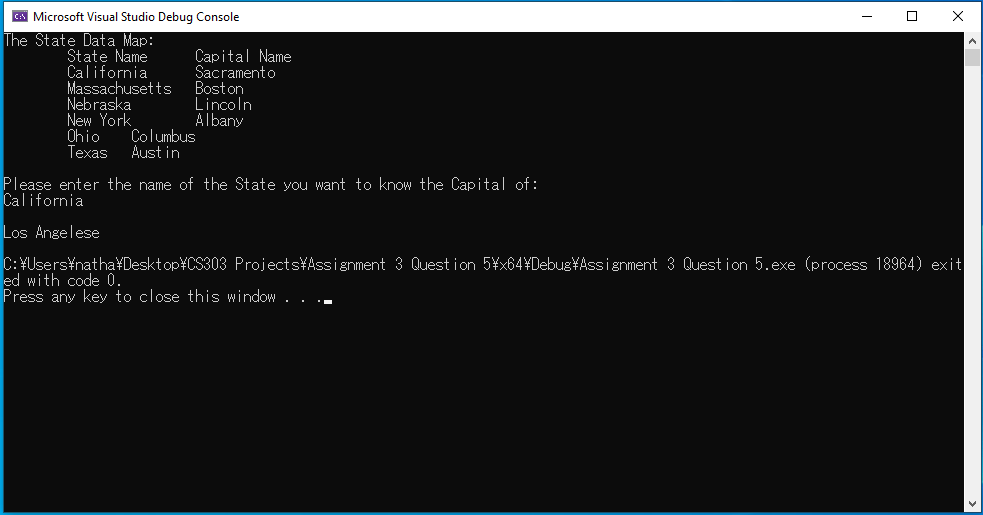 Microsoft Visual Studio Debug Console
The State Data Map:
State Name Capital Name
California Sacramento
Massachusetts Boston
Nebraska Lincoln
New York Albany
Ohio Columbus
Texas Austin
Please enter the name of the State you want to know the Capital of:
California
Los Angelese
C:¥Users¥natha¥Desktop¥CS303 Projects¥Assignment 3 Question 5¥x64¥Debug¥Assignment 3 Question 5.exe (process 18964) exit
ed with code 0.
Press any key to close this window . . .